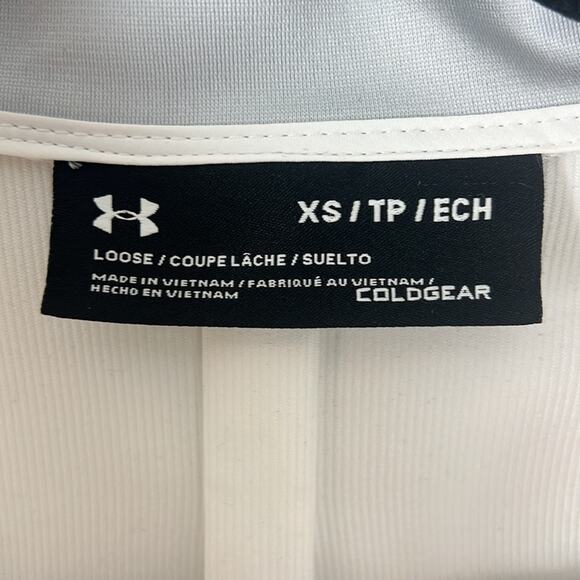 XS / TP / ECH
LOOSE / COUPE LÂCHE / SUELTO
MADE IN VIETNAM / FABRIQUÉ AU VIETNAM /
HECHO EN VIETNAM
COLDGEAR